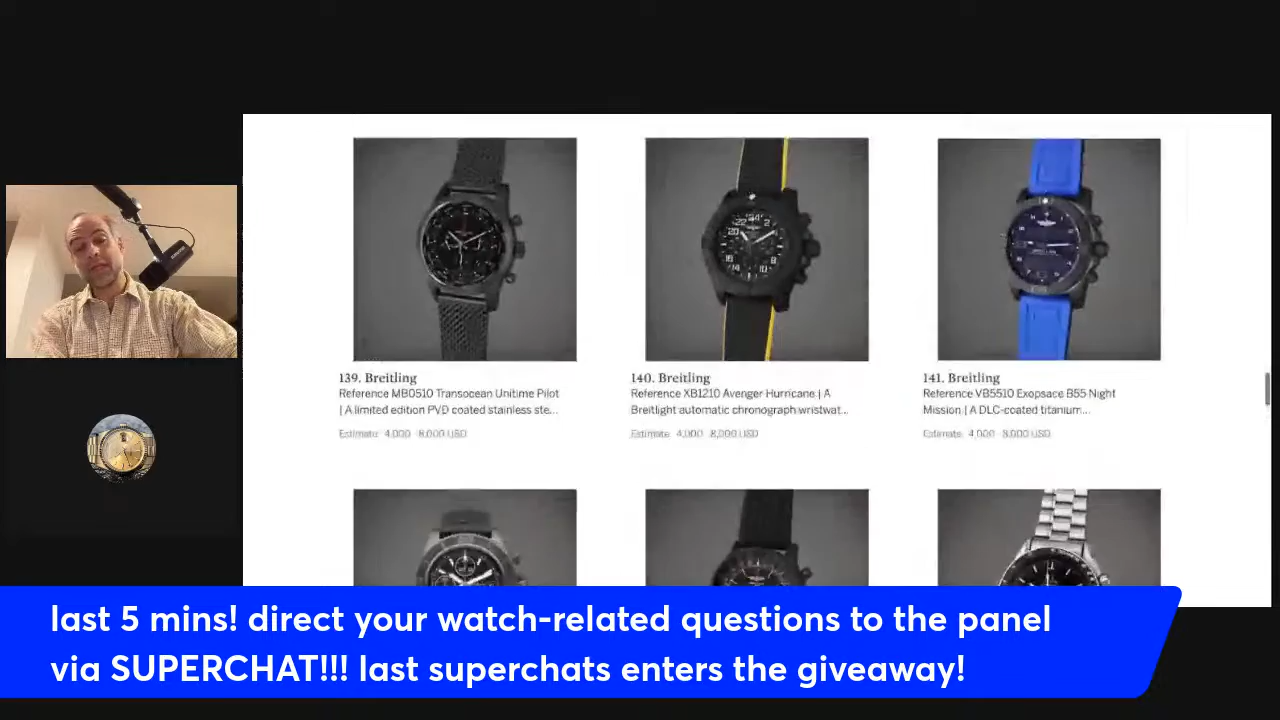 139. Breitling
Reference MB0510 Transocean Unitime Pilot
| A limited edition PVD coated stainless ste...
Estimate: 4,000 - 8,000 USD
140. Breitling
Reference XB1210 Avenger Hurricane | A
Breitlight automatic chronograph wristwat...
Estimate: 4,000 - 8,000 USD
141. Breitling
Reference VB5510 Exopsace B55 Night
Mission | A DLC-coated titanium...
Estimate: 4,000 - 8,000 USD
last 5 mins! direct your watch-related questions to the panel
via SUPERCHAT!!! last superchats enters the giveaway!